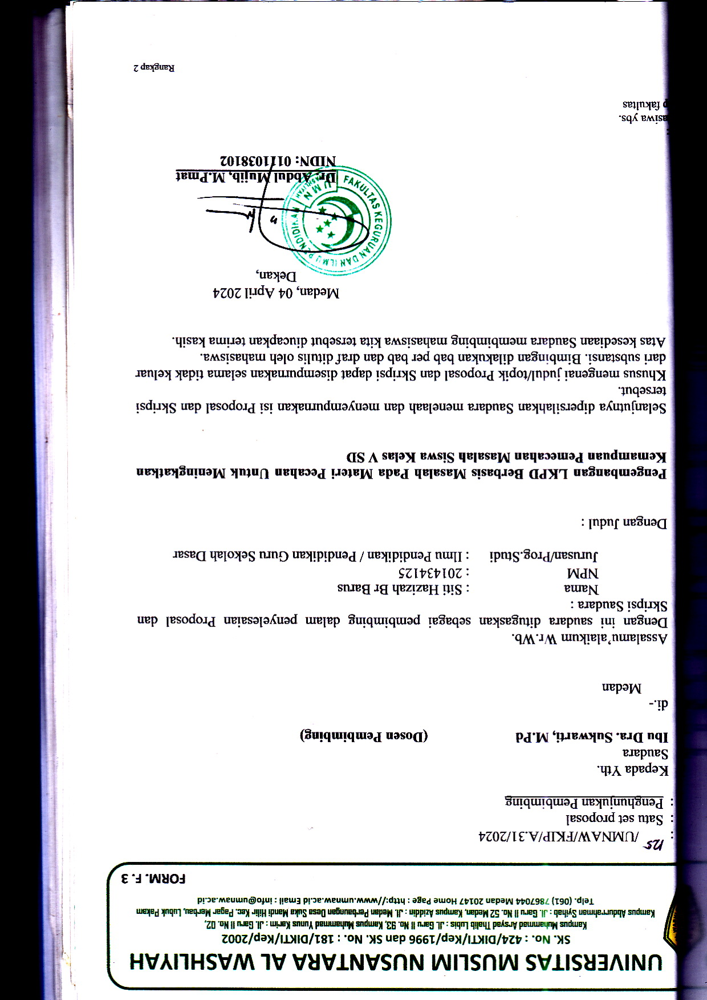 UNIVERSITAS MUSLIM NUSANTARA AL WASHLIYAH
SK. No. : 424/DIKTI/Kep/1996 dan SK. No. : 181/DIKTI/Kep/2002
Kampus Muhammad Arsyad Thalib Lubis : Jl. Garu II No. 93, Kampus Muhammad Yunus Karim : Jl. Garu II No. 02,
Kampus Abdurrahman Syihab : Jl. Garu II No. 52 Medan, Kampus Aziddin : Jl. Medan Perbaungan Desa Suka Mandi Hilir Kec. Pagar Merbau, Lubuk Pakam
Telp. (061) 7867044 Medan 20147 Home Page : http://www.umnaw.ac.id Email : info@umnaw.ac.id
FORM. F. 3
: 125 /UMNAW/FKIP/A.31/2024
: Satu set proposal
: Penghunjukan Pembimbing
Kepada Yth.
Saudara
Ibu Dra. Sukwarti, M.Pd (Dosen Pembimbing)
di.-
Medan
Assalamu'alaikum Wr.Wb.
Dengan ini saudara ditugaskan sebagai pembimbing dalam penyelesaian Proposal dan
Skripsi Saudara :
Nama : Siti Hazizah Br Barus
NPM : 201434125
Jurusan/Prog.Studi : Ilmu Pendidikan / Pendidikan Guru Sekolah Dasar
Dengan Judul :
Pengembangan LKPD Berbasis Masalah Pada Materi Pecahan Untuk Meningkatkan
Kemampuan Pemecahan Masalah Siswa Kelas V SD
Selanjutnya dipersilahkan Saudara menelaah dan menyempurnakan isi Proposal dan Skripsi
tersebut.
Khusus mengenai judul/topik Proposal dan Skripsi dapat disempurnakan selama tidak keluar
dari substansi. Bimbingan dilakukan bab per bab dan draf ditulis oleh mahasiswa.
Atas kesediaan Saudara membimbing mahasiswa kita tersebut diucapkan terima kasih.
Medan, 04 April 2024
Dekan,
FAKULTAS KEGURUAN DAN ILMU PENDIDIKAN
UMN
Dr. Abdul Mujib, M.Pmat
NIDN: 0111038102
:
asiwa ybs.
p fakultas
Rangkap 2